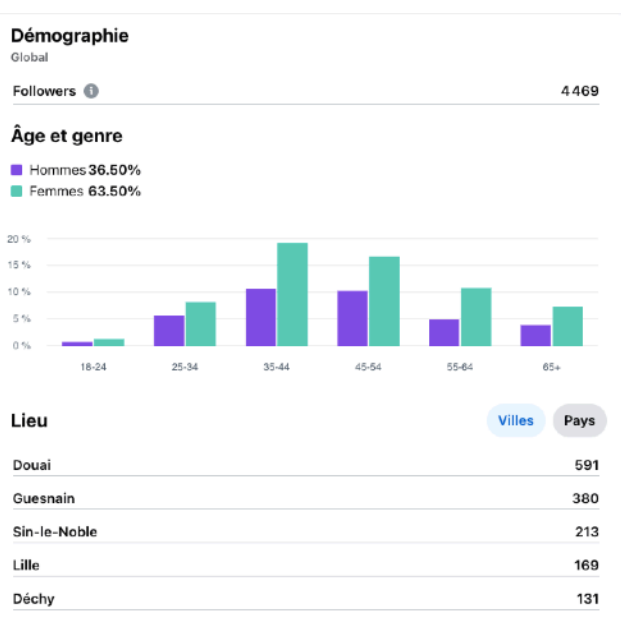 Démographie
Global
Followers 4 469
Âge et genre
Hommes 36.50%
Femmes 63.50%
20 %
15 %
10 %
5 %
0 %
18-24 25-34 35-44 45-54 55-64 65+
Lieu Villes Pays
Douai 591
Guesnain 380
Sin-le-Noble 213
Lille 169
Déchy 131